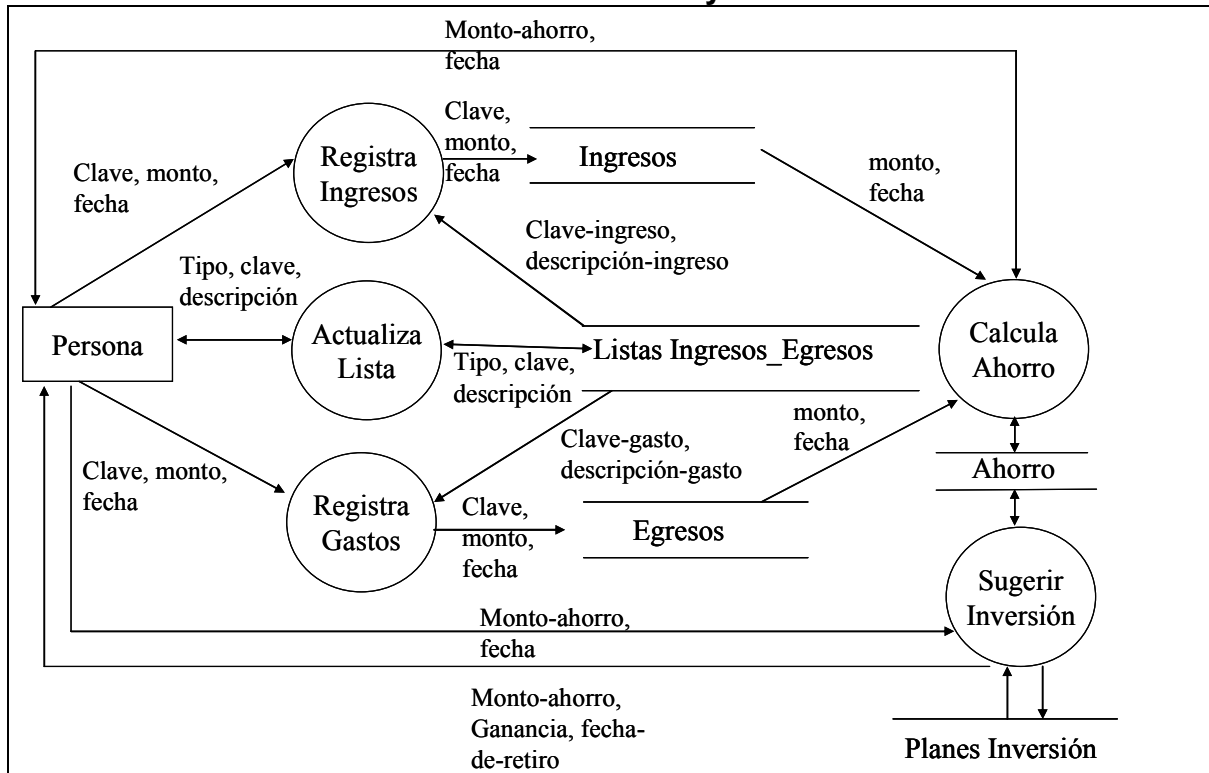 Monto-ahorro,
fecha
Clave,
monto,
fecha
Registra
Ingresos
Ingresos
Clave, monto,
fecha
monto,
fecha
Clave-ingreso,
descripción-ingreso
Tipo, clave,
descripción
Persona
Actualiza
Lista
Listas Ingresos_Egresos
Tipo, clave,
descripción
Calcula
Ahorro
monto,
fecha
Clave-gasto,
descripción-gasto
Clave, monto,
fecha
Registra
Gastos
Clave,
monto,
fecha
Egresos
Ahorro
Sugerir
Inversión
Monto-ahorro,
fecha
Monto-ahorro,
Ganancia, fecha-
de-retiro
Planes Inversión